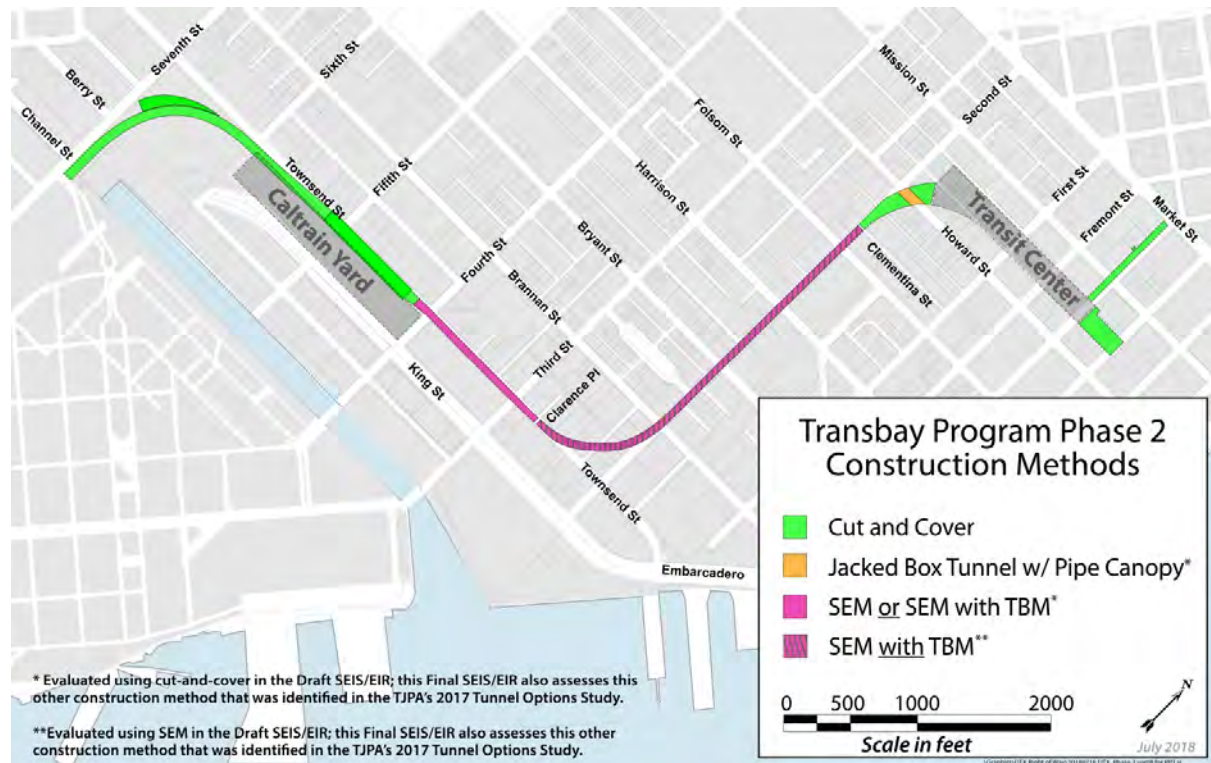 Seventh St
Sixth St
Berry St
Channel St
Mission St
Second St
Folsom St
Townsend St
Fifth St
Harrison St
First St
Caltrain Yard
Fremont St
Market St
Transit Center
Fourth St
Bryant St
Howard St
Clementina St
Brannan St
Third St
King St
Clarence Pl
Townsend St
Embarcadero
Transbay Program Phase 2
Construction Methods
Cut and Cover
Jacked Box Tunnel w/ Pipe Canopy*
SEM or SEM with TBM*
SEM with TBM**
0 500 1000 2000
Scale in feet
N
July 2018
* Evaluated using cut-and-cover in the Draft SEIS/EIR; this Final SEIS/EIR also assesses this
other construction method that was identified in the TJPA's 2017 Tunnel Options Study.
**Evaluated using SEM in the Draft SEIS/EIR; this Final SEIS/EIR also assesses this other
construction method that was identified in the TJPA's 2017 Tunnel Options Study.